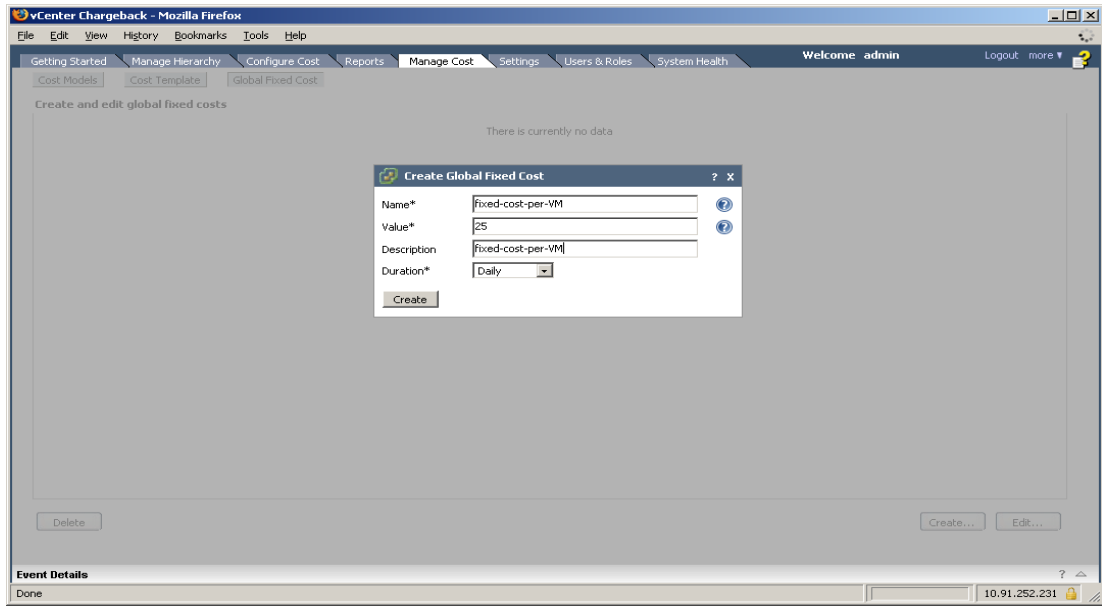 vCenter Chargeback - Mozilla Firefox
File Edit View History Bookmarks Tools Help
Getting Started Manage Hierarchy Configure Cost Reports Manage Cost Settings Users & Roles System Health Welcome admin Logout more
Cost Models Cost Template Global Fixed Cost
Create and edit global fixed costs
There is currently no data
Create Global Fixed Cost ? X
Name* fixed-cost-per-VM ?
Value* 25 ?
Description fixed-cost-per-VM
Duration* Daily
Create
Delete Create... Edit...
Event Details ?
Done 10.91.252.231